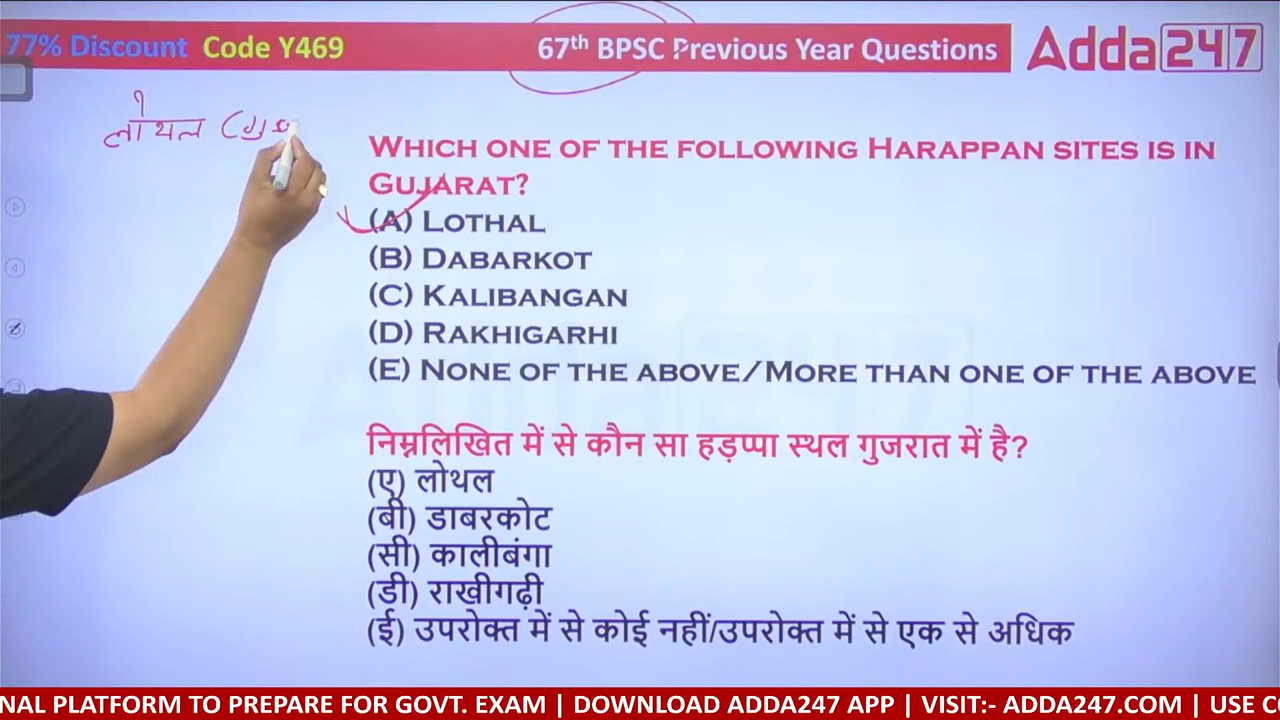 77% Discount Code Y469
67th BPSC Previous Year Questions
Adda247
लोथल (गु
WHICH ONE OF THE FOLLOWING HARAPPAN SITES IS IN
GUJARAT?
(A) LOTHAL
(B) DABARKOT
(C) KALIBANGAN
(D) RAKHIGARHI
(E) NONE OF THE ABOVE/MORE THAN ONE OF THE ABOVE
निम्नलिखित में से कौन सा हड़प्पा स्थल गुजरात में है?
(ए) लोथल
(बी) डाबरकोट
(सी) कालीबंगा
(डी) राखीगढ़ी
(ई) उपरोक्त में से कोई नहीं/उपरोक्त में से एक से अधिक
NAL PLATFORM TO PREPARE FOR GOVT. EXAM | DOWNLOAD ADDA247 APP | VISIT:- ADDA247.COM | USE